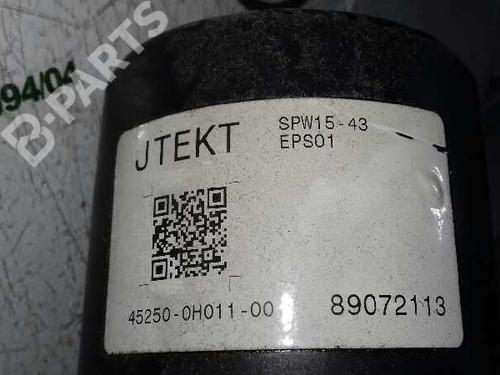 94/04
B-PARTS
JTEKT
SPW15-43
EPS01
45250-0H011-00
89072113